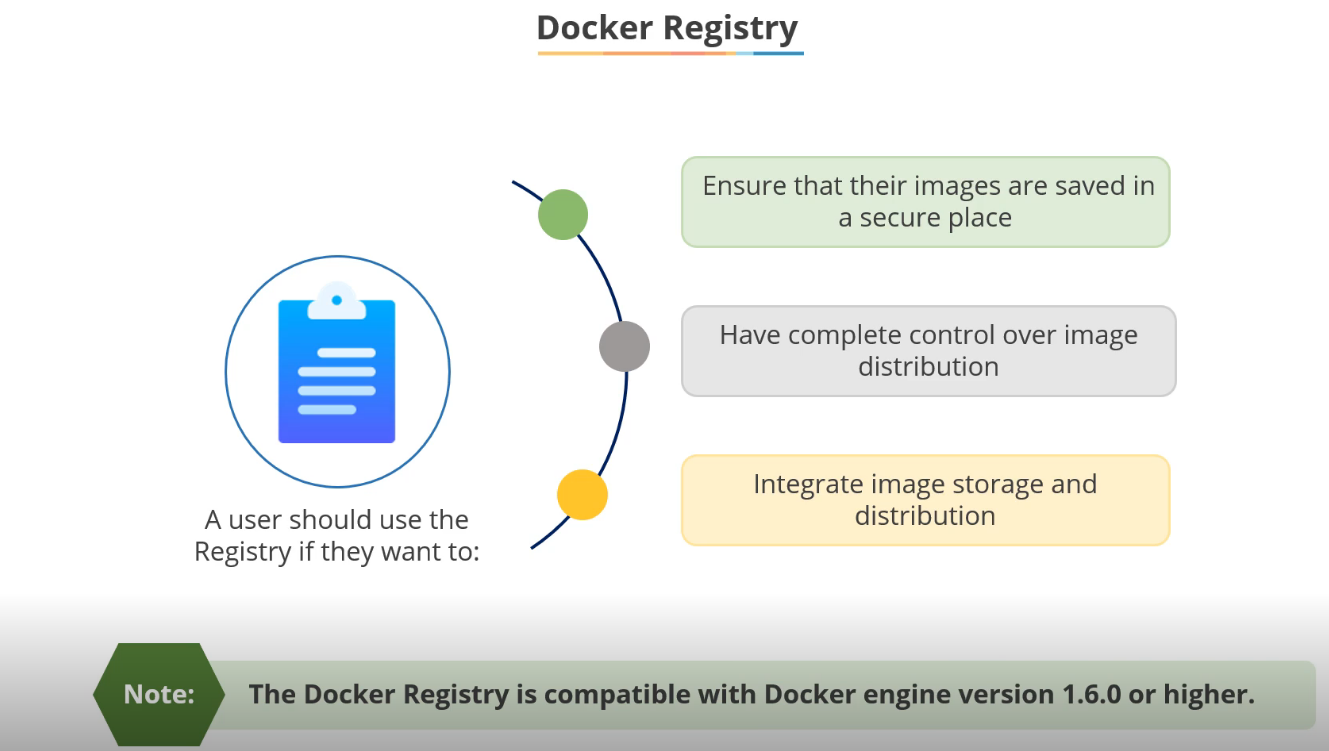 Docker Registry
Ensure that their images are saved in
a secure place
Have complete control over image
distribution
Integrate image storage and
distribution
A user should use the
Registry if they want to:
Note:
The Docker Registry is compatible with Docker engine version 1.6.0 or higher.